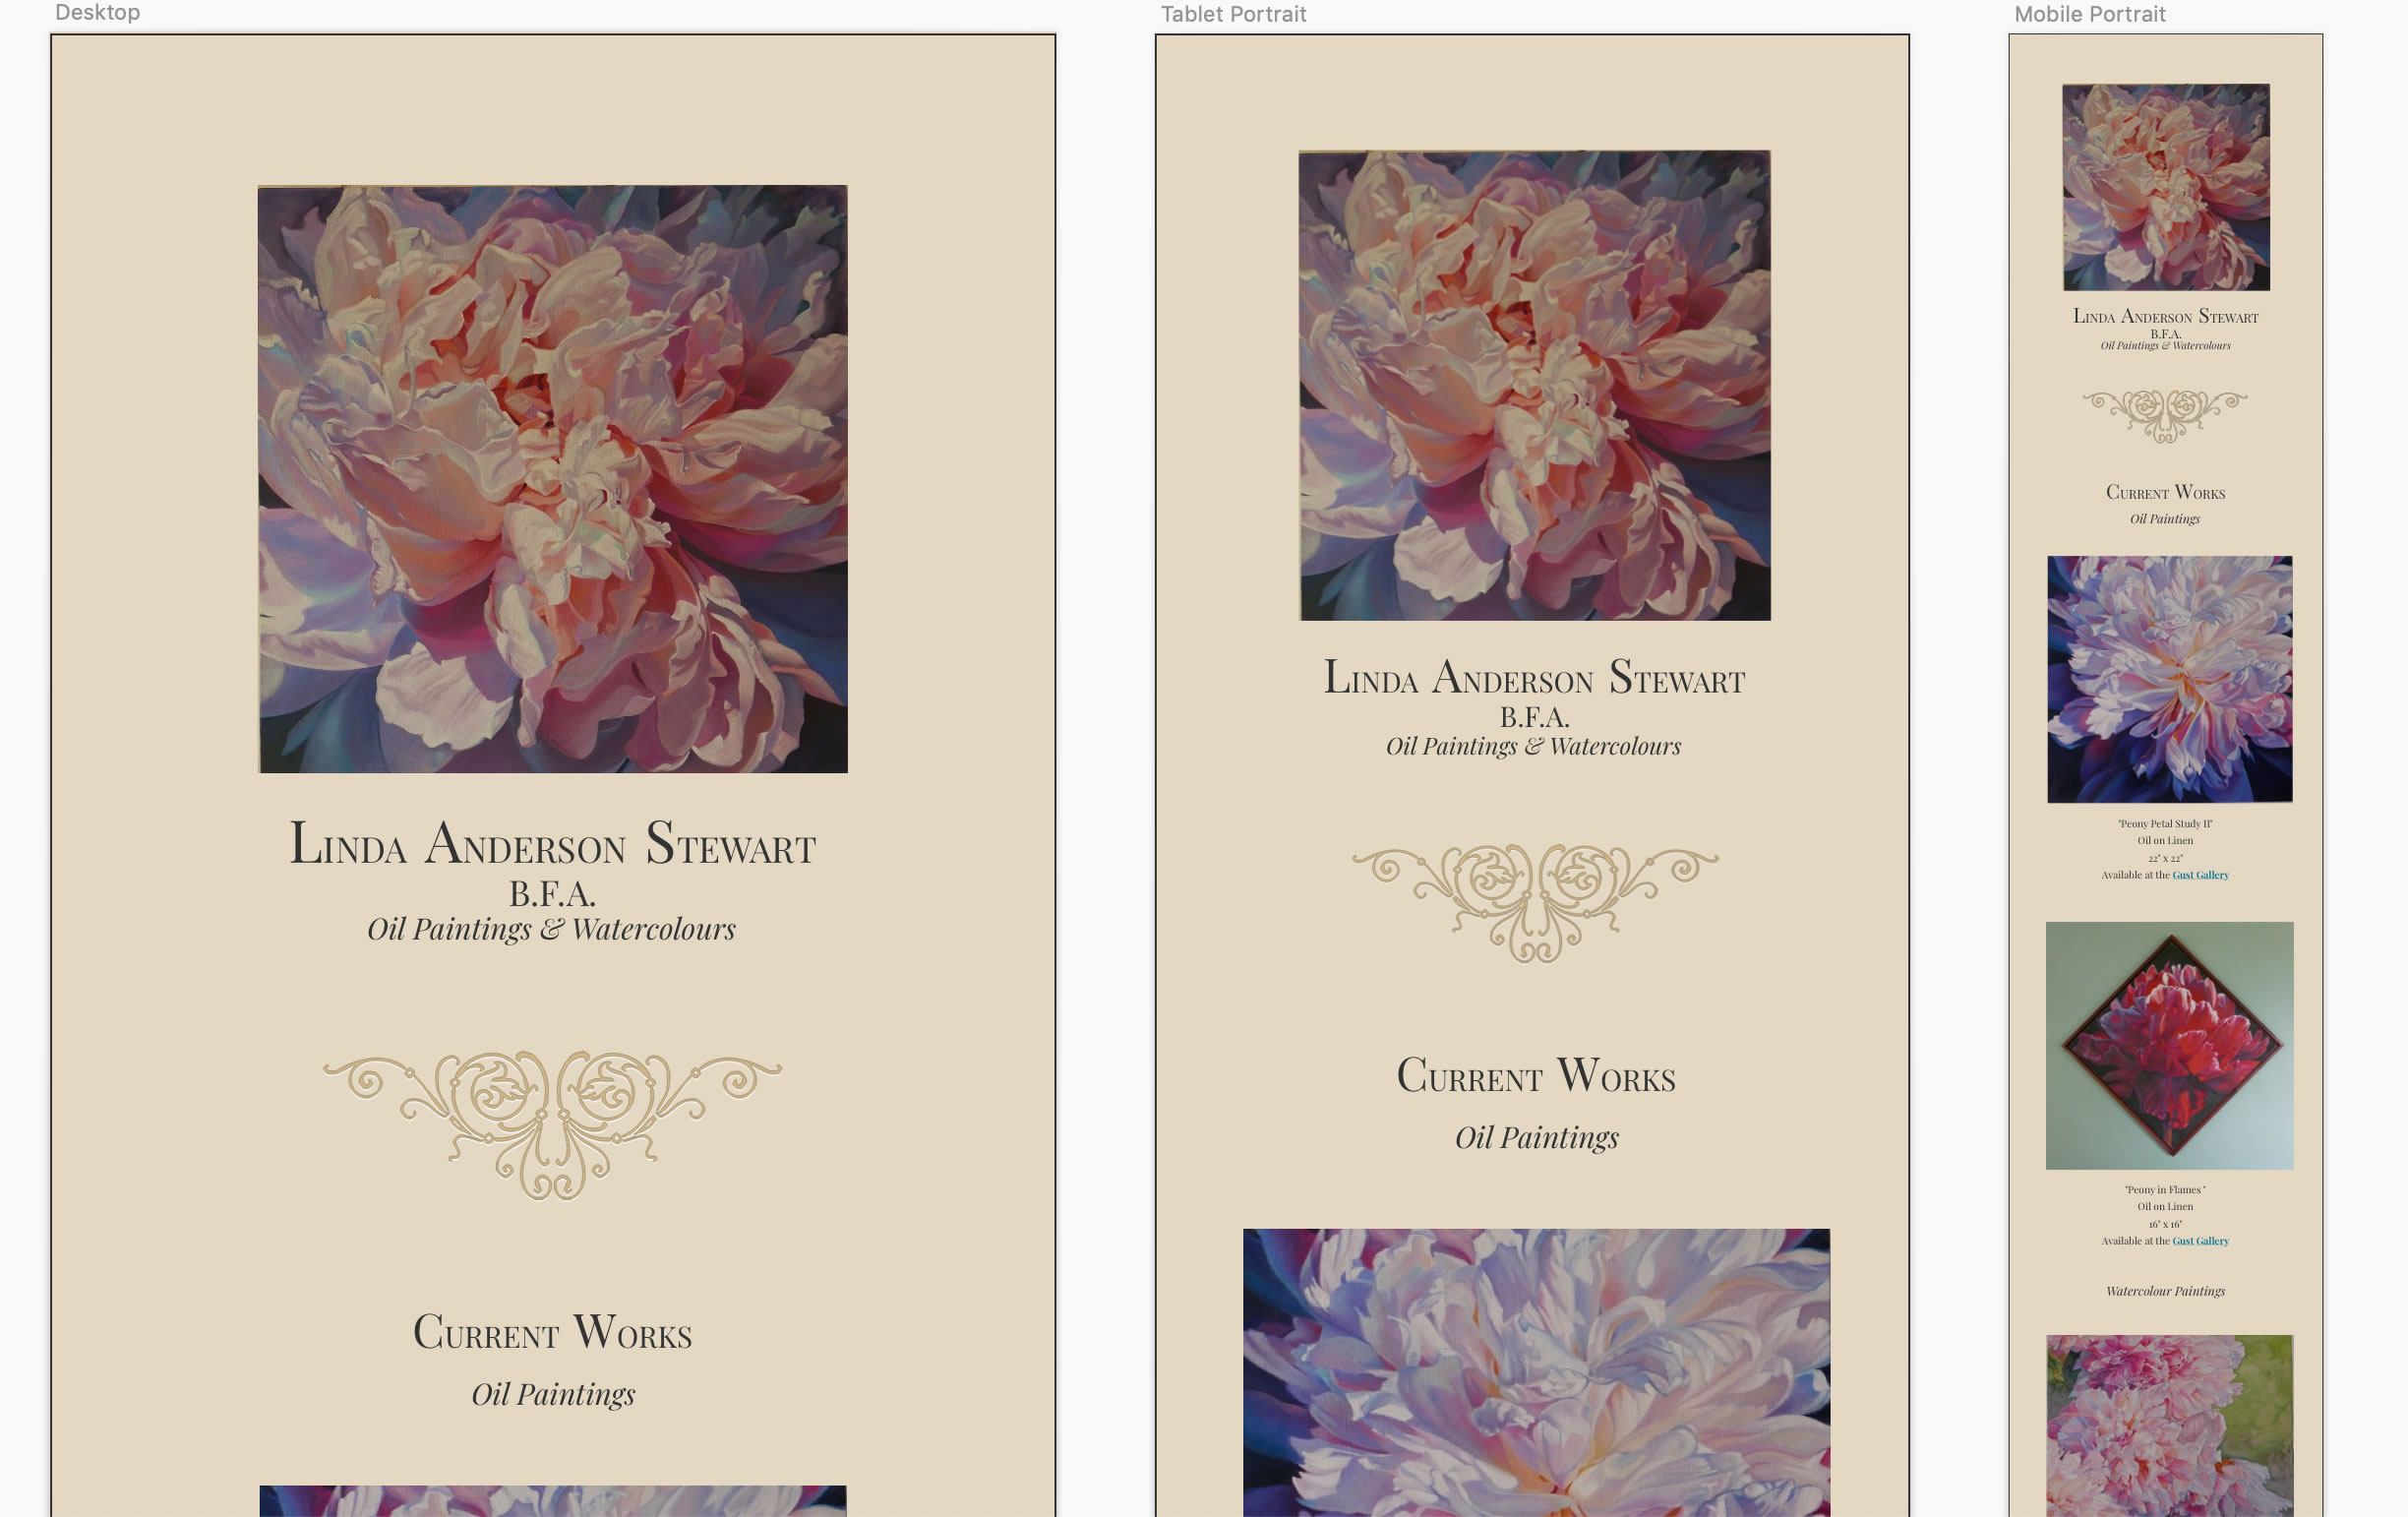 Desktop
Linda Anderson Stewart
B.F.A.
Oil Paintings & Watercolours
Current Works
Oil Paintings
Tablet Portrait
Linda Anderson Stewart
B.F.A.
Oil Paintings & Watercolours
Current Works
Oil Paintings
Mobile Portrait
Linda Anderson Stewart
B.F.A.
Oil Paintings & Watercolours
Current Works
Oil Paintings
"Peony Petal Study II"
Oil on Linen
22" x 22"
Available at the Gust Gallery
"Peony in Flames "
Oil on Linen
16" x 16"
Available at the Gust Gallery
Watercolour Paintings